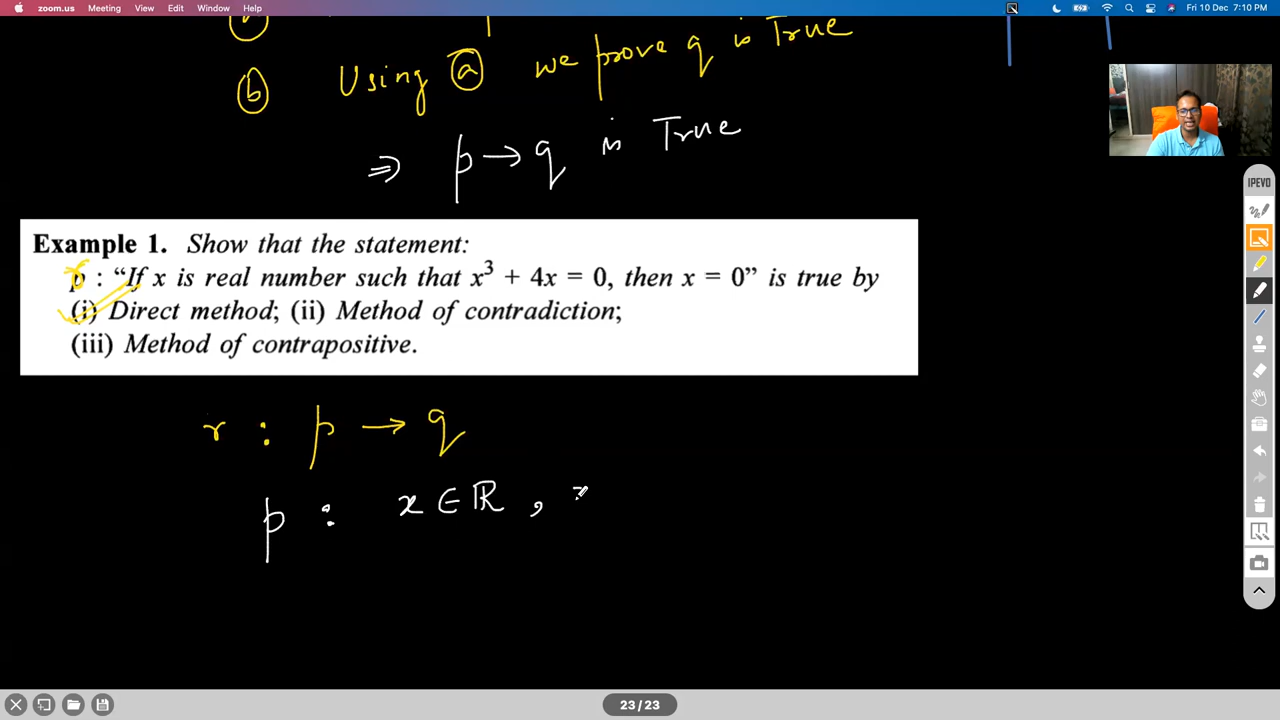 zoom.us Meeting View Edit Window Help Fri 10 Dec 7:10 PM
b Using a we prove q is True
⇒ p → q is True
IPEVO
Example 1. Show that the statement:
p : “If x is real number such that x³ + 4x = 0, then x = 0” is true by
(i) Direct method; (ii) Method of contradiction;
(iii) Method of contrapositive.
r : p → q
p : x ∈ ℝ ,
23/23